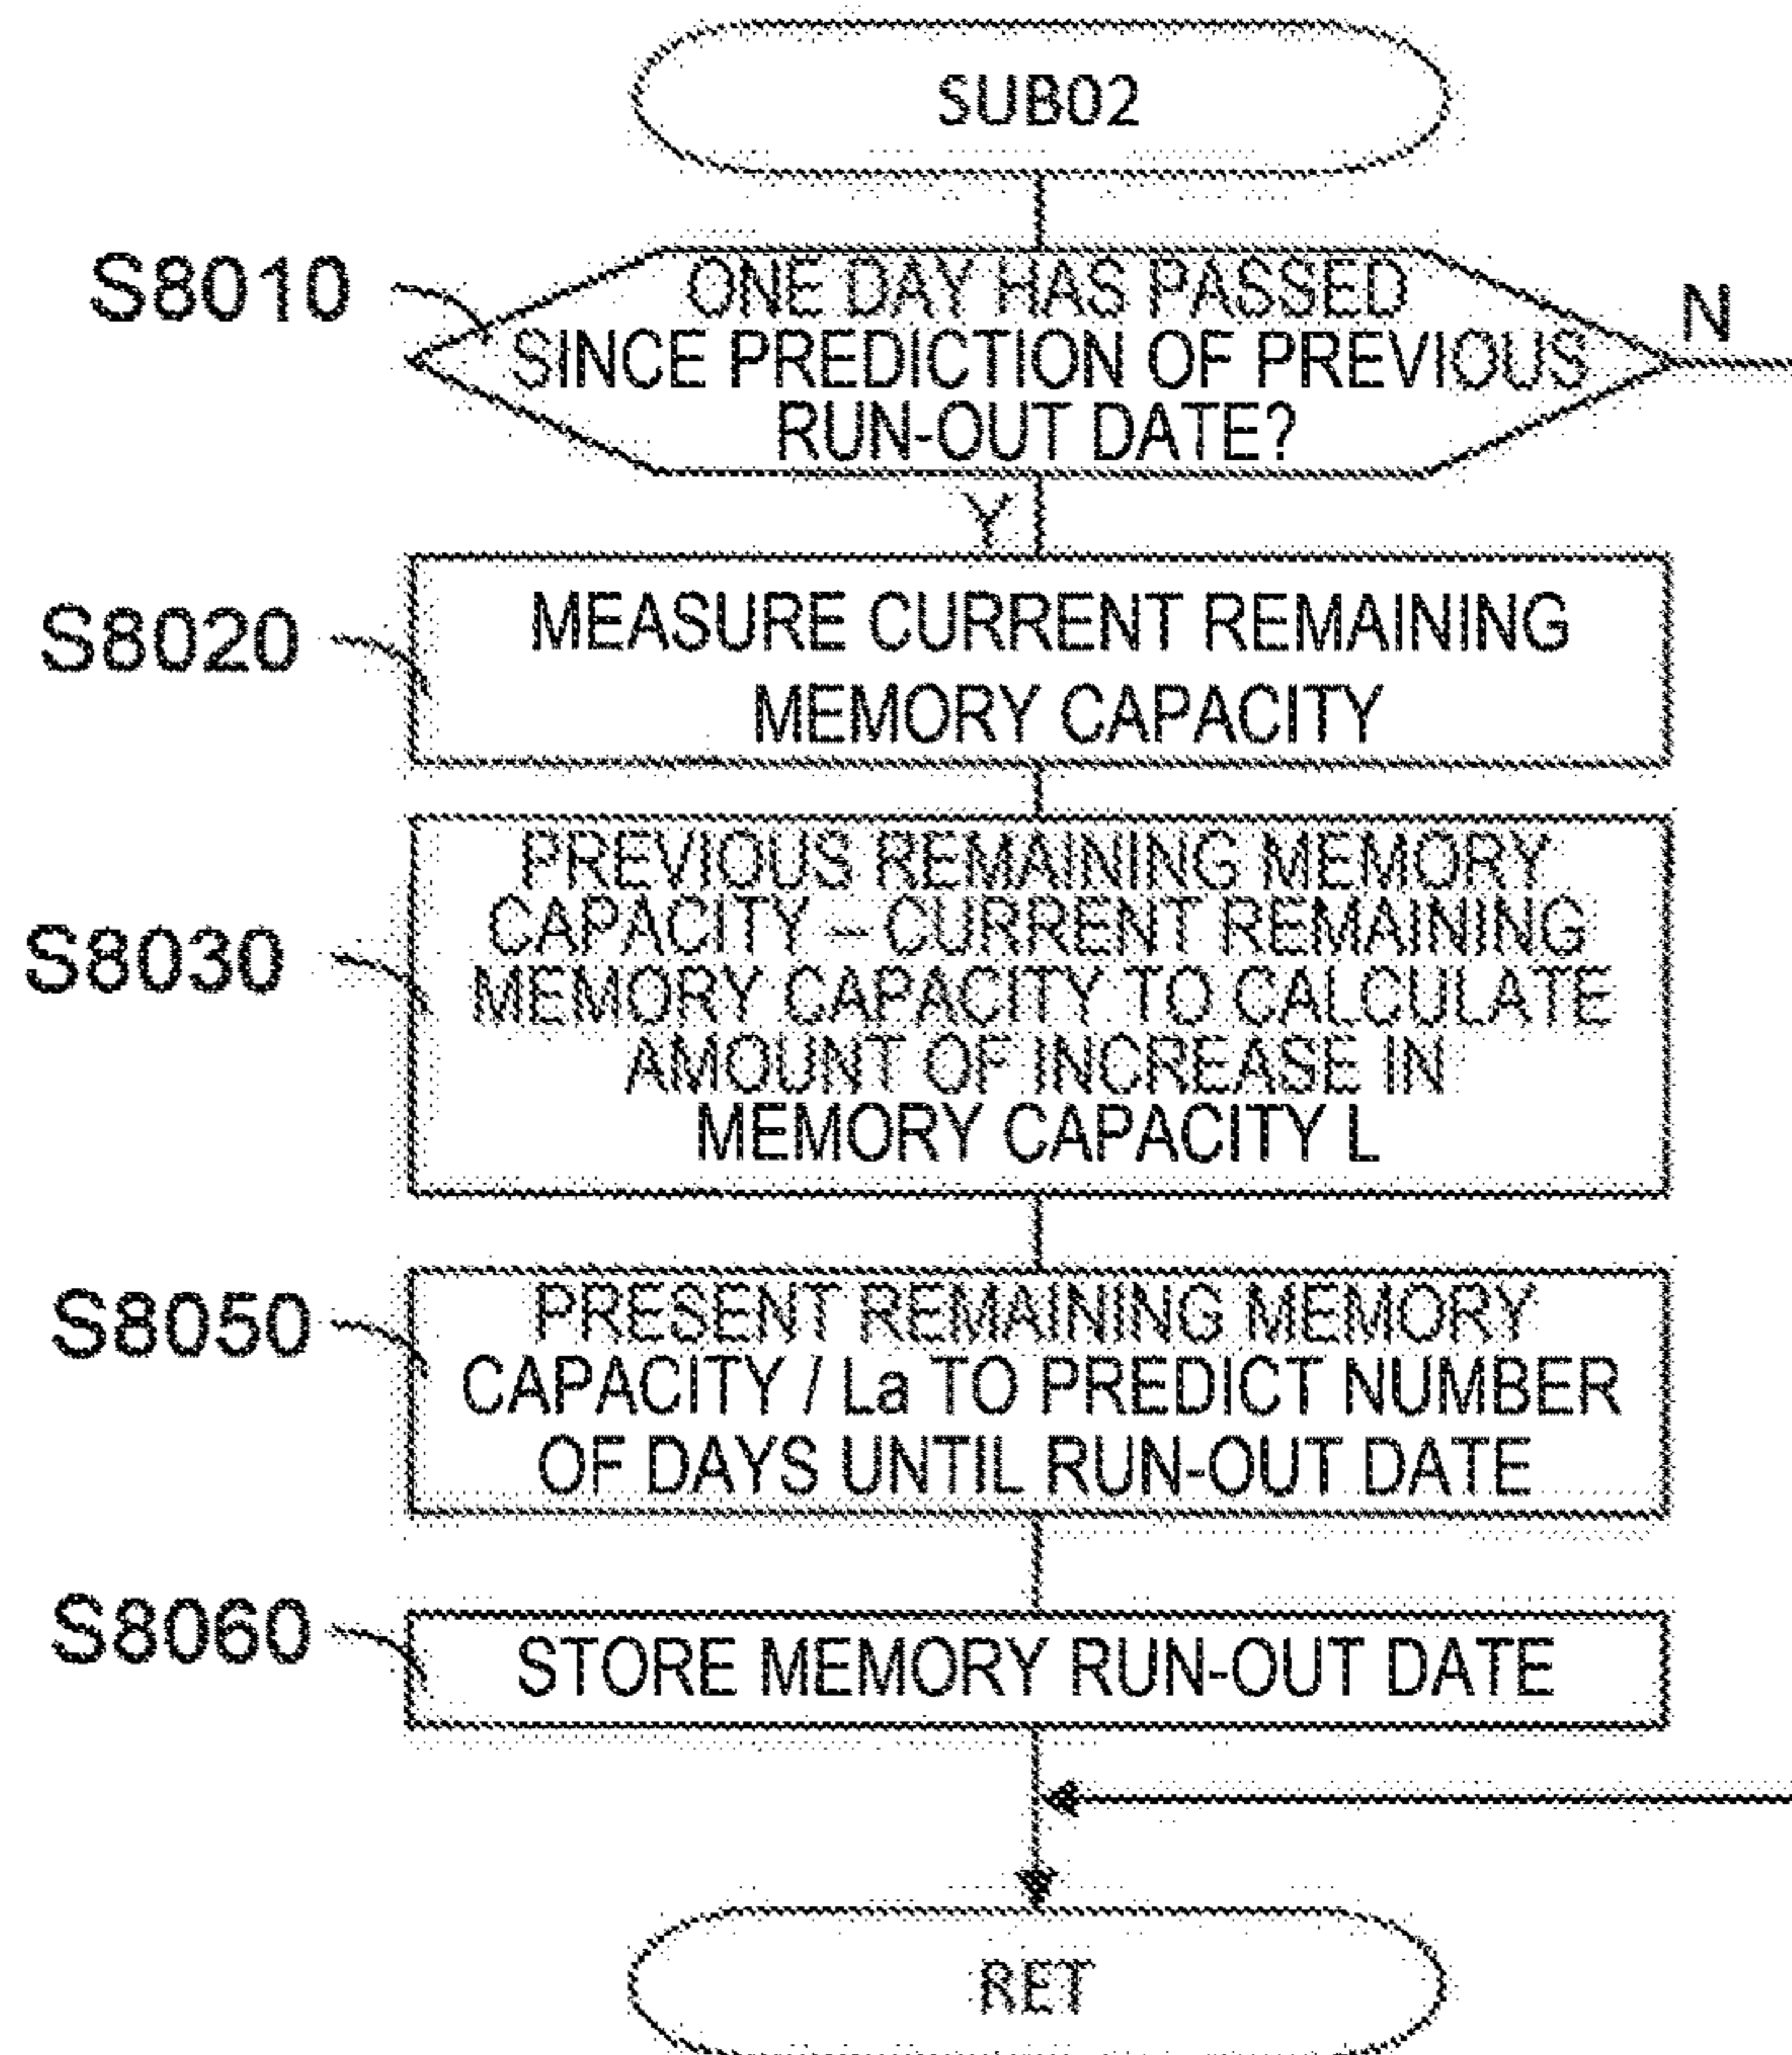 SUB02
S8010
ONE DAY HAS PASSED
SINCE PREDICTION OF PREVIOUS
RUN-OUT DATE?
N
Y
S8020
MEASURE CURRENT REMAINING
MEMORY CAPACITY
S8030
PREVIOUS REMAINING MEMORY
CAPACITY – CURRENT REMAINING
MEMORY CAPACITY TO CALCULATE
AMOUNT OF INCREASE IN
MEMORY CAPACITY L
S8050
PRESENT REMAINING MEMORY
CAPACITY / La TO PREDICT NUMBER
OF DAYS UNTIL RUN-OUT DATE
S8060
STORE MEMORY RUN-OUT DATE
RET